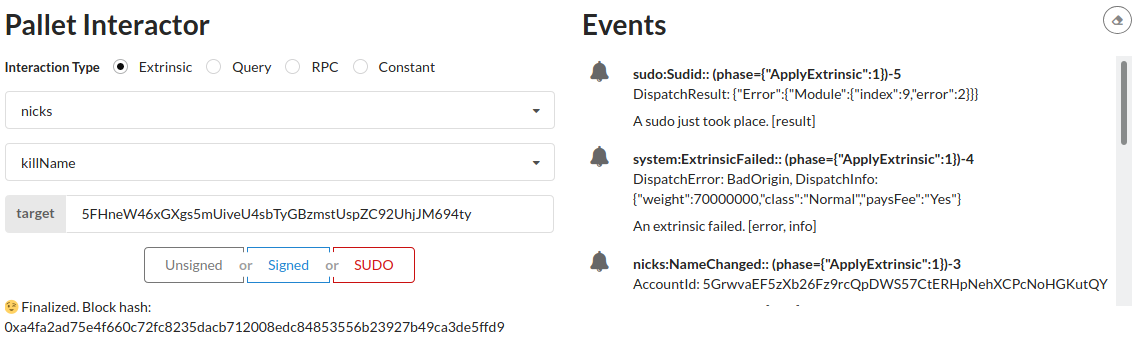 Pallet Interactor
Interaction Type Extrinsic Query RPC Constant
nicks
killName
target 5FHneW46xGXgs5mUiveU4sbTyGBzmstUspZC92UhjJM694ty
Unsigned or Signed or SUDO
Finalized. Block hash:
0xa4fa2ad75e4f660c72fc8235dacb712008edc84853556b23927b49ca3de5ffd9
Events
sudo:Sudid:: (phase={"ApplyExtrinsic":1})-5
DispatchResult: {"Error":{"Module":{"index":9,"error":2}}}
A sudo just took place. [result]
system:ExtrinsicFailed:: (phase={"ApplyExtrinsic":1})-4
DispatchError: BadOrigin, DispatchInfo:
{"weight":70000000,"class":"Normal","paysFee":"Yes"}
An extrinsic failed. [error, info]
nicks:NameChanged:: (phase={"ApplyExtrinsic":1})-3
AccountId: 5GrwvaEF5zXb26Fz9rcQpDWS57CtERHpNehXCPcNoHGKutQY